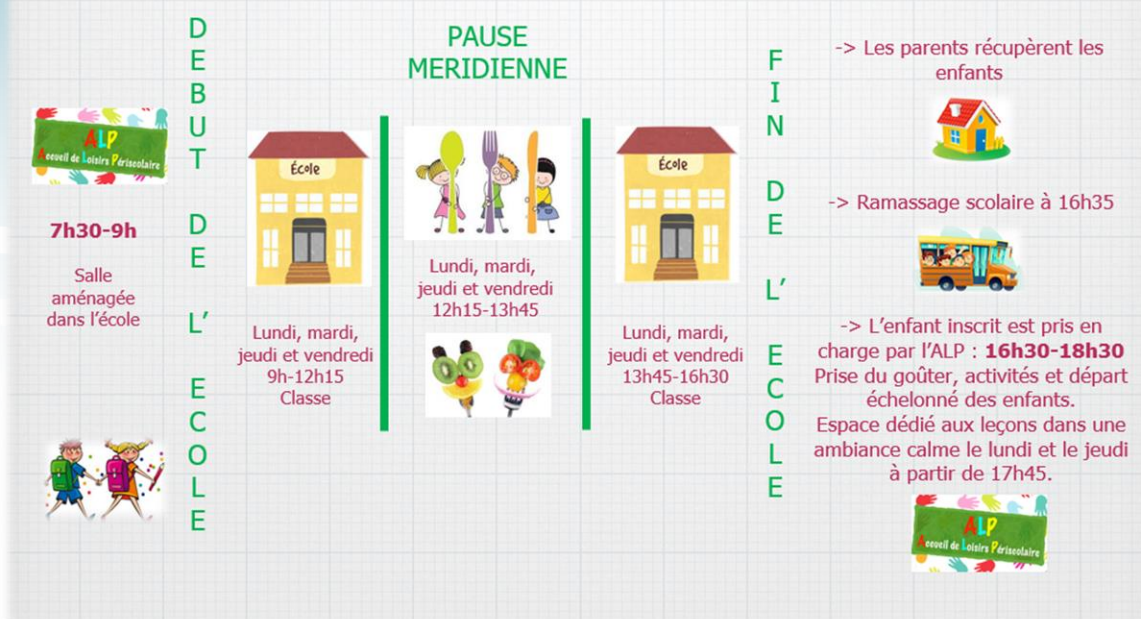 ALP
Accueil de Loisirs Périscolaire
7h30-9h
Salle
aménagée
dans l'école
DEBUT DE L' ECOLE
École
Lundi, mardi,
jeudi et vendredi
9h-12h15
Classe
PAUSE
MERIDIENNE
Lundi, mardi,
jeudi et vendredi
12h15-13h45
École
Lundi, mardi,
jeudi et vendredi
13h45-16h30
Classe
FIN DE L' ECOLE
-> Les parents récupèrent les
enfants
-> Ramassage scolaire à 16h35
-> L'enfant inscrit est pris en
charge par l'ALP : 16h30-18h30
Prise du goûter, activités et départ
échelonné des enfants.
Espace dédié aux leçons dans une
ambiance calme le lundi et le jeudi
à partir de 17h45.
ALP
Accueil de Loisirs Périscolaire